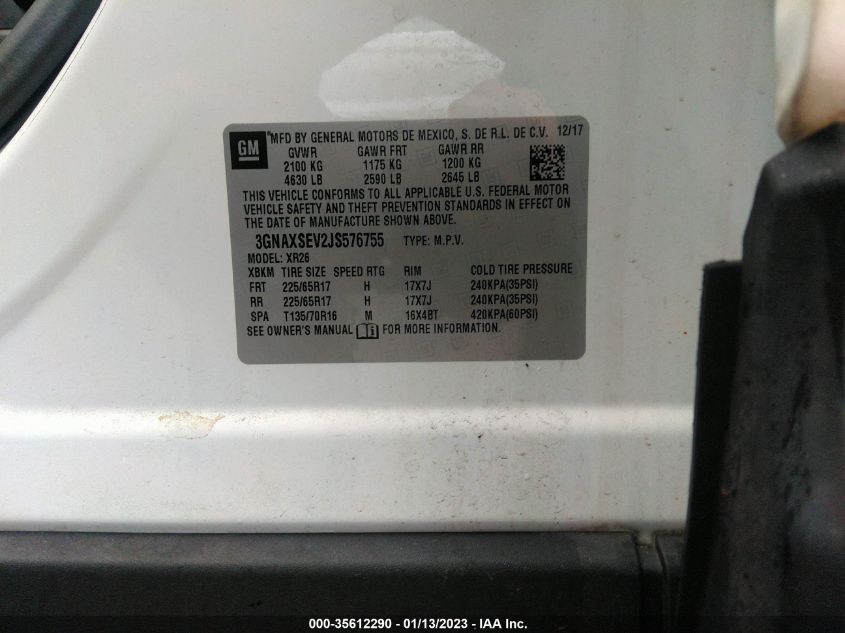 GM ®MFD BY GENERAL MOTORS DE MEXICO, S. DE R.L. DE C.V. 12/17
GVWR GAWR FRT GAWR RR
2100 KG 1175 KG 1200 KG
4630 LB 2590 LB 2645 LB
THIS VEHICLE CONFORMS TO ALL APPLICABLE U.S. FEDERAL MOTOR
VEHICLE SAFETY AND THEFT PREVENTION STANDARDS IN EFFECT ON
THE DATE OF MANUFACTURE SHOWN ABOVE.
3GNAXSEV2JS576755 TYPE: M.P.V.
MODEL: XR26
XBKM TIRE SIZE SPEED RTG RIM COLD TIRE PRESSURE
FRT 225/65R17 H 17X7J 240KPA(35PSI)
RR 225/65R17 H 17X7J 240KPA(35PSI)
SPA T135/70R16 M 16X4BT 420KPA(60PSI)
SEE OWNER'S MANUAL FOR MORE INFORMATION.
000-35612290 - 01/13/2023 - IAA Inc.